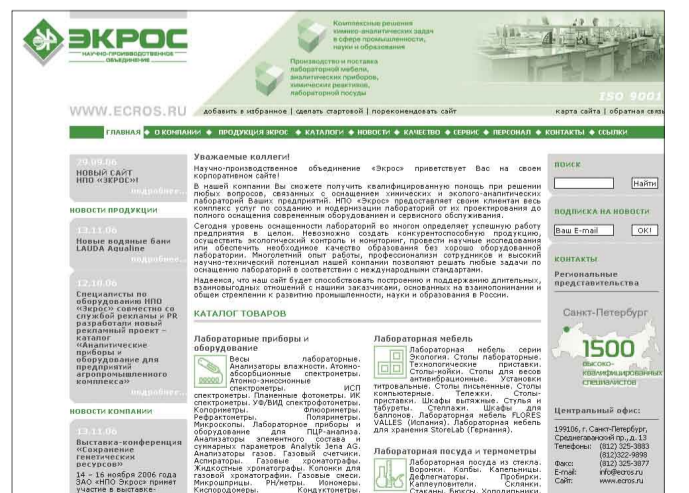 ЭКРОС
НАУЧНО-ПРОИЗВОДСТВЕННОЕ
ОБЪЕДИНЕНИЕ
Комплексные решения
химико-аналитических задач
в сфере промышленности,
науки и образования
Производство и поставка
лабораторной мебели,
аналитических приборов,
химических реактивов,
лабораторной посуды
ISO 9001
WWW.ECROS.RU
добавить в избранное | сделать стартовой | порекомендовать сайт
карта сайта | обратная связь
ГЛАВНАЯ ◆ О КОМПАНИИ ◆ ПРОДУКЦИЯ ЭКРОС ◆ КАТАЛОГИ ◆ НОВОСТИ ◆ КАЧЕСТВО ◆ СЕРВИС ◆ ПЕРСОНАЛ ◆ КОНТАКТЫ ◆ ССЫЛКИ
29.09.06
НОВЫЙ САЙТ
НПО «ЭКРОС»!
подробнее...
НОВОСТИ ПРОДУКЦИИ
13.11.06
Новые водяные бани
LAUDA Aqualine
подробнее...
12.10.06
Специалисты по
оборудованию НПО
«Экрос» совместно со
службой рекламы и PR
разработали новый
рекламный проект –
каталог
«Аналитические
приборы и
оборудование для
предприятий
агропромышленного
комплекса»
подробнее...
НОВОСТИ КОМПАНИИ
13.11.06
Выставка-конференция
«Сохранение
генетических
ресурсов»
14 – 16 ноября 2006 года
ЗАО «НПО Экрос» примет
участие в выставке-
Уважаемые коллеги!
Научно-производственное объединение «Экрос» приветствует Вас на своем
корпоративном сайте!
В нашей компании Вы сможете получить квалифицированную помощь при решении
любых вопросов, связанных с оснащением химических и эколого-аналитических
лабораторий Ваших предприятий. НПО «Экрос» предоставляет своим клиентам весь
комплекс услуг по созданию и модернизации лабораторий от их проектирования до
полного оснащения современным оборудованием и сервисного обслуживания.
Сегодня уровень оснащенности лабораторий во многом определяет успешную работу
предприятия в целом. Невозможно создать конкурентоспособную продукцию,
осуществить экологический контроль и мониторинг, провести научные исследования
или обеспечить необходимое качество образования без хорошо оборудованной
лаборатории. Многолетний опыт работы, профессионализм сотрудников и высокий
научно-технический потенциал нашей компании позволяют решать любые задачи по
оснащению лабораторий в соответствии с международными стандартами.
Надеемся, что наш сайт будет способствовать построению и поддержанию длительных,
взаимовыгодных отношений с нашими заказчиками, основанных на взаимопонимании и
общем стремлении к развитию промышленности, науки и образования в России.
КАТАЛОГ ТОВАРОВ
Лабораторные приборы и
оборудование
Весы лабораторные.
Анализаторы влажности. Атомно-
абсорбционные спектрометры.
Атомно-эмиссионные
спектрометры. ИСП
спектрометры. Пламенные фотометры. ИК
спектрометры. УФ/ВИД спектрофотометры.
Колориметры. Флюориметры.
Рефрактометры. Поляриметры.
Микроскопы. Лабораторное приборы и
оборудование для ПЦР-анализа.
Анализаторы элементного состава и
суммарных параметров Analytik Jena AG.
Анализаторы газов. Газовый счетчики.
Аспираторы. Газовые хроматографы.
Жидкостные хроматографы. Колонки для
газовой хроматографии. Газовые смеси.
Микрошприцы. PH/метры. Иономеры.
Кислородомеры. Кондуктометры.
Лабораторная мебель
Лабораторная мебель серии
Экология. Столы лабораторные.
Технологические приставки.
Столы-мойки. Столы для весов
антивибрационные. Установки
титровальные. Столы письменные. Столы
компьютерные. Тележки. Столы-
приставки. Шкафы вытяжные. Стулья и
табуреты. Стеллажи. Шкафы для
баллонов. Лабораторная мебель FLORES
VALLES (Испания). Лабораторная мебель
для хранения StoreLab (Германия).
Лабораторная посуда и термометры
Лабораторная посуда из стекла.
Воронки. Колбы. Капельницы.
Дефлегматоры. Пробирки.
Каплеуловители. Склянки.
Стаканы. Бюксы. Холодильники.
ПОИСК
Найти
ПОДПИСКА НА НОВОСТИ
Ваш E-mail
OK!
КОНТАКТЫ
Региональные
представительства
Санкт-Петербург
1500
высоко-
квалифицированных
специалистов
Центральный офис:
199106, г. Санкт-Петербург,
Среднегаванский пр., д. 13
Телефоны: (812) 325-3883
(812)322-9898
Факс: (812) 325-3877
E-mail: info@ecros.ru
Сайт: www.ecros.ru